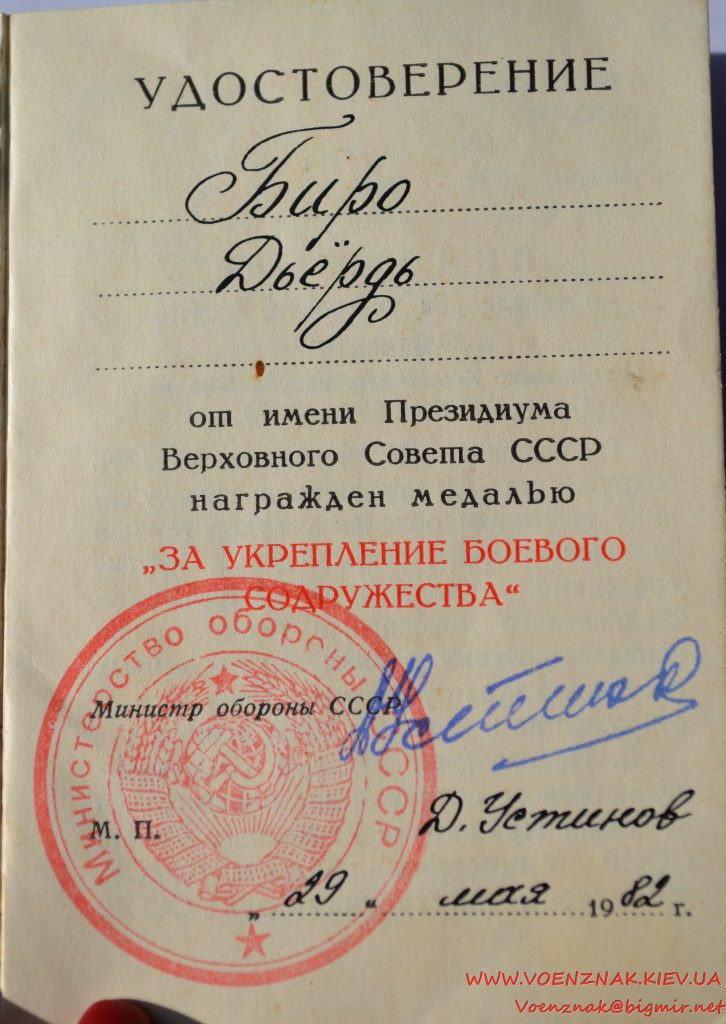 УДОСТОВЕРЕНИЕ
Биро
Дьёрдь
от имени Президиума
Верховного Совета СССР
награжден медалью
„ЗА УКРЕПЛЕНИЕ БОЕВОГО
СОДРУЖЕСТВА“
Министерство обороны СССР
Министр обороны СССР
Д. Устинов
М. П.
„ 29 “ мая 1982 г.
WWW.VOENZNAK.KIEV.UA
Voenznak@bigmir.net